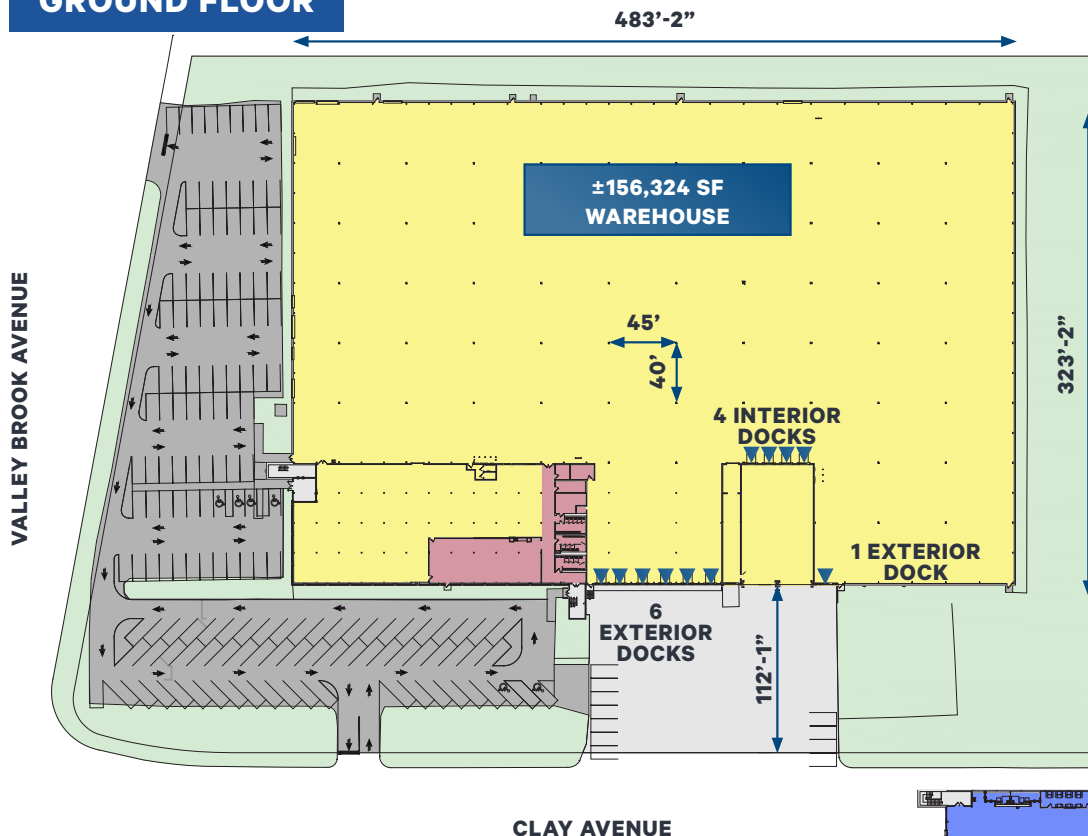 GROUND FLOOR
483'-2”
±156,324 SF
WAREHOUSE
VALLEY BROOK AVENUE
45’
40’
323’-2”
4 INTERIOR
DOCKS
1 EXTERIOR
DOCK
6
EXTERIOR
DOCKS
112’-1”
CLAY AVENUE